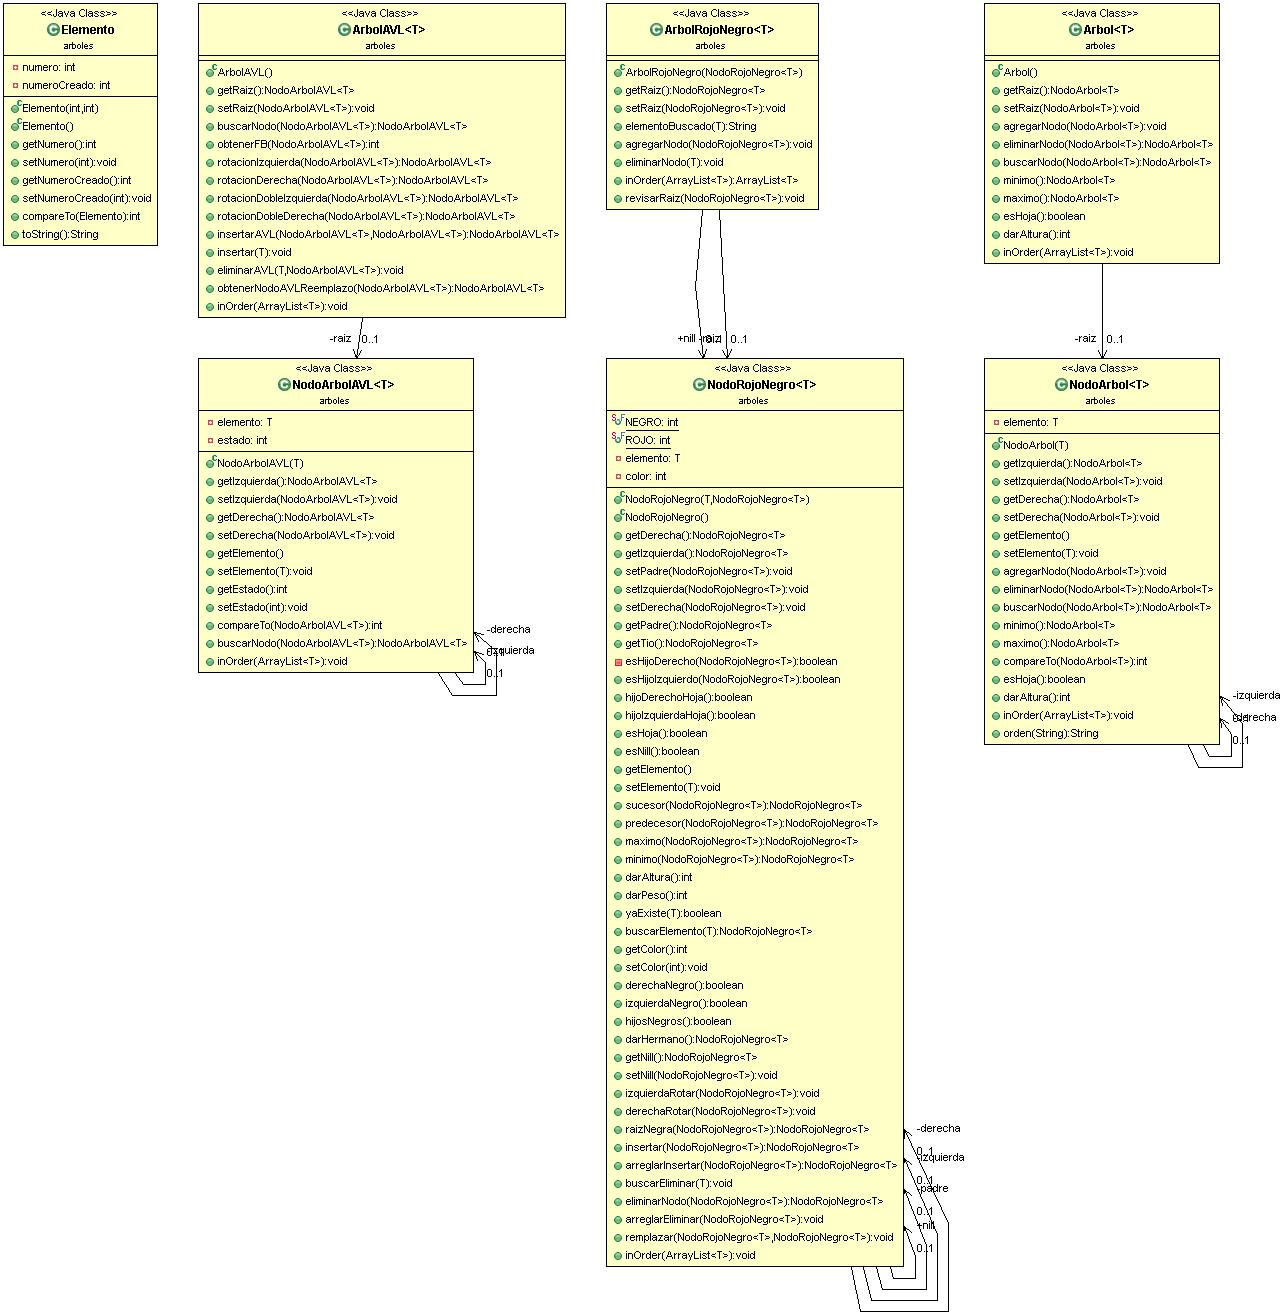 <<Java Class>>
Elemento
arboles
numero: int
numeroCreado: int
Elemento(int,int)
Elemento()
getNumero():int
setNumero(int):void
getNumeroCreado():int
setNumeroCreado(int):void
compareTo(Elemento):int
toString():String
<<Java Class>>
ArbolAVL<T>
arboles
ArbolAVL()
getRaiz():NodoArbolAVL<T>
setRaiz(NodoArbolAVL<T>):void
buscarNodo(NodoArbolAVL<T>):NodoArbolAVL<T>
obtenerFB(NodoArbolAVL<T>):int
rotacionIzquierda(NodoArbolAVL<T>):NodoArbolAVL<T>
rotacionDerecha(NodoArbolAVL<T>):NodoArbolAVL<T>
rotacionDobleIzquierda(NodoArbolAVL<T>):NodoArbolAVL<T>
rotacionDobleDerecha(NodoArbolAVL<T>):NodoArbolAVL<T>
insertarAVL(NodoArbolAVL<T>,NodoArbolAVL<T>):NodoArbolAVL<T>
insertar(T):void
eliminarAVL(T,NodoArbolAVL<T>):void
obtenerNodoAVLReemplazo(NodoArbolAVL<T>):NodoArbolAVL<T>
inOrder(ArrayList<T>):void
-raiz 0..1
<<Java Class>>
NodoArbolAVL<T>
arboles
elemento: T
estado: int
NodoArbolAVL(T)
getIzquierda():NodoArbolAVL<T>
setIzquierda(NodoArbolAVL<T>):void
getDerecha():NodoArbolAVL<T>
setDerecha(NodoArbolAVL<T>):void
getElemento()
setElemento(T):void
getEstado():int
setEstado(int):void
compareTo(NodoArbolAVL<T>):int
buscarNodo(NodoArbolAVL<T>):NodoArbolAVL<T>
inOrder(ArrayList<T>):void
-derecha
0..1
-izquierda
0..1
<<Java Class>>
ArbolRojoNegro<T>
arboles
ArbolRojoNegro(NodoRojoNegro<T>)
getRaiz():NodoRojoNegro<T>
setRaiz(NodoRojoNegro<T>):void
elementoBuscado(T):String
agregarNodo(NodoRojoNegro<T>):void
eliminarNodo(T):void
inOrder(ArrayList<T>):ArrayList<T>
revisarRaiz(NodoRojoNegro<T>):void
+nill 0..1
-raiz 0..1
<<Java Class>>
NodoRojoNegro<T>
arboles
NEGRO: int
ROJO: int
elemento: T
color: int
NodoRojoNegro(T,NodoRojoNegro<T>)
NodoRojoNegro()
getDerecha():NodoRojoNegro<T>
getIzquierda():NodoRojoNegro<T>
setPadre(NodoRojoNegro<T>):void
setIzquierda(NodoRojoNegro<T>):void
setDerecha(NodoRojoNegro<T>):void
getPadre():NodoRojoNegro<T>
getTio():NodoRojoNegro<T>
esHijoDerecho(NodoRojoNegro<T>):boolean
esHijoIzquierdo(NodoRojoNegro<T>):boolean
hijoDerechoHoja():boolean
hijoIzquierdaHoja():boolean
esHoja():boolean
esNill():boolean
getElemento()
setElemento(T):void
sucesor(NodoRojoNegro<T>):NodoRojoNegro<T>
predecesor(NodoRojoNegro<T>):NodoRojoNegro<T>
maximo(NodoRojoNegro<T>):NodoRojoNegro<T>
minimo(NodoRojoNegro<T>):NodoRojoNegro<T>
darAltura():int
darPeso():int
yaExiste(T):boolean
buscarElemento(T):NodoRojoNegro<T>
getColor():int
setColor(int):void
derechaNegro():boolean
izquierdaNegro():boolean
hijosNegros():boolean
darHermano():NodoRojoNegro<T>
getNill():NodoRojoNegro<T>
setNill(NodoRojoNegro<T>):void
izquierdaRotar(NodoRojoNegro<T>):void
derechaRotar(NodoRojoNegro<T>):void
raizNegra(NodoRojoNegro<T>):NodoRojoNegro<T>
insertar(NodoRojoNegro<T>):NodoRojoNegro<T>
arreglarInsertar(NodoRojoNegro<T>):NodoRojoNegro<T>
buscarEliminar(T):void
eliminarNodo(NodoRojoNegro<T>):NodoRojoNegro<T>
arreglarEliminar(NodoRojoNegro<T>):void
remplazar(NodoRojoNegro<T>,NodoRojoNegro<T>):void
inOrder(ArrayList<T>):void
-derecha
0..1
-izquierda
0..1
-padre
0..1
+nill
0..1
<<Java Class>>
Arbol<T>
arboles
Arbol()
getRaiz():NodoArbol<T>
setRaiz(NodoArbol<T>):void
agregarNodo(NodoArbol<T>):void
eliminarNodo(NodoArbol<T>):NodoArbol<T>
buscarNodo(NodoArbol<T>):NodoArbol<T>
minimo():NodoArbol<T>
maximo():NodoArbol<T>
esHoja():boolean
darAltura():int
inOrder(ArrayList<T>):void
-raiz 0..1
<<Java Class>>
NodoArbol<T>
arboles
elemento: T
NodoArbol(T)
getIzquierda():NodoArbol<T>
setIzquierda(NodoArbol<T>):void
getDerecha():NodoArbol<T>
setDerecha(NodoArbol<T>):void
getElemento()
setElemento(T):void
agregarNodo(NodoArbol<T>):void
eliminarNodo(NodoArbol<T>):NodoArbol<T>
buscarNodo(NodoArbol<T>):NodoArbol<T>
minimo():NodoArbol<T>
maximo():NodoArbol<T>
compareTo(NodoArbol<T>):int
esHoja():boolean
darAltura():int
inOrder(ArrayList<T>):void
orden(String):String
-izquierda
0..1
-derecha
0..1